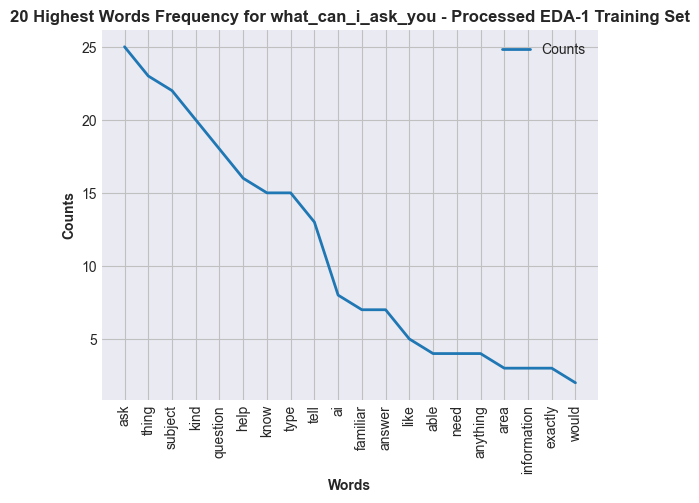 20 Highest Words Frequency for what_can_i_ask_you - Processed EDA-1 Training Set
Counts
25
20
15
10
5
Counts
ask
thing
subject
kind
question
help
know
type
tell
ai
familiar
answer
like
able
need
anything
area
information
exactly
would
Words